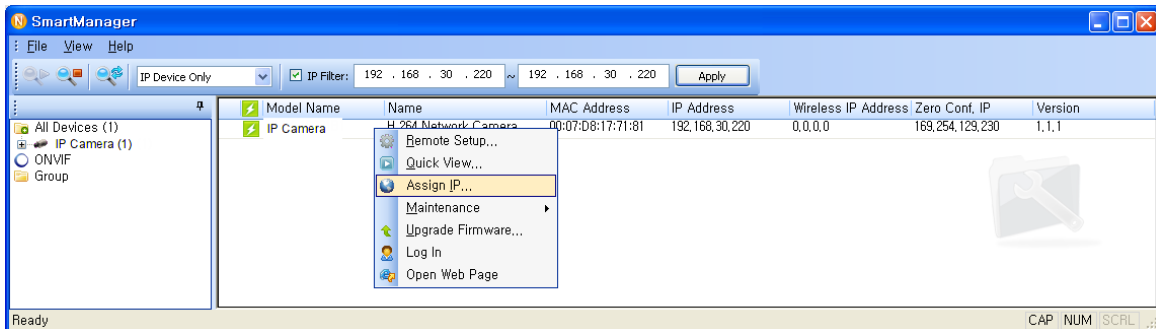 SmartManager
File View Help
IP Device Only IP Filter: 192 . 168 . 30 . 220 ~ 192 . 168 . 30 . 220 Apply
Model Name Name MAC Address IP Address Wireless IP Address Zero Conf, IP Version
All Devices (1)
IP Camera (1)
ONVIF
Group
IP Camera H.264 Network Camera 00:07:D8:17:71:81 192,168,30,220 0,0,0,0 169,254,129,230 1,1,1
Remote Setup,,,
Quick View,,,
Assign IP,,,
Maintenance
Upgrade Firmware,,,
Log In
Open Web Page
Ready CAP NUM SCRL